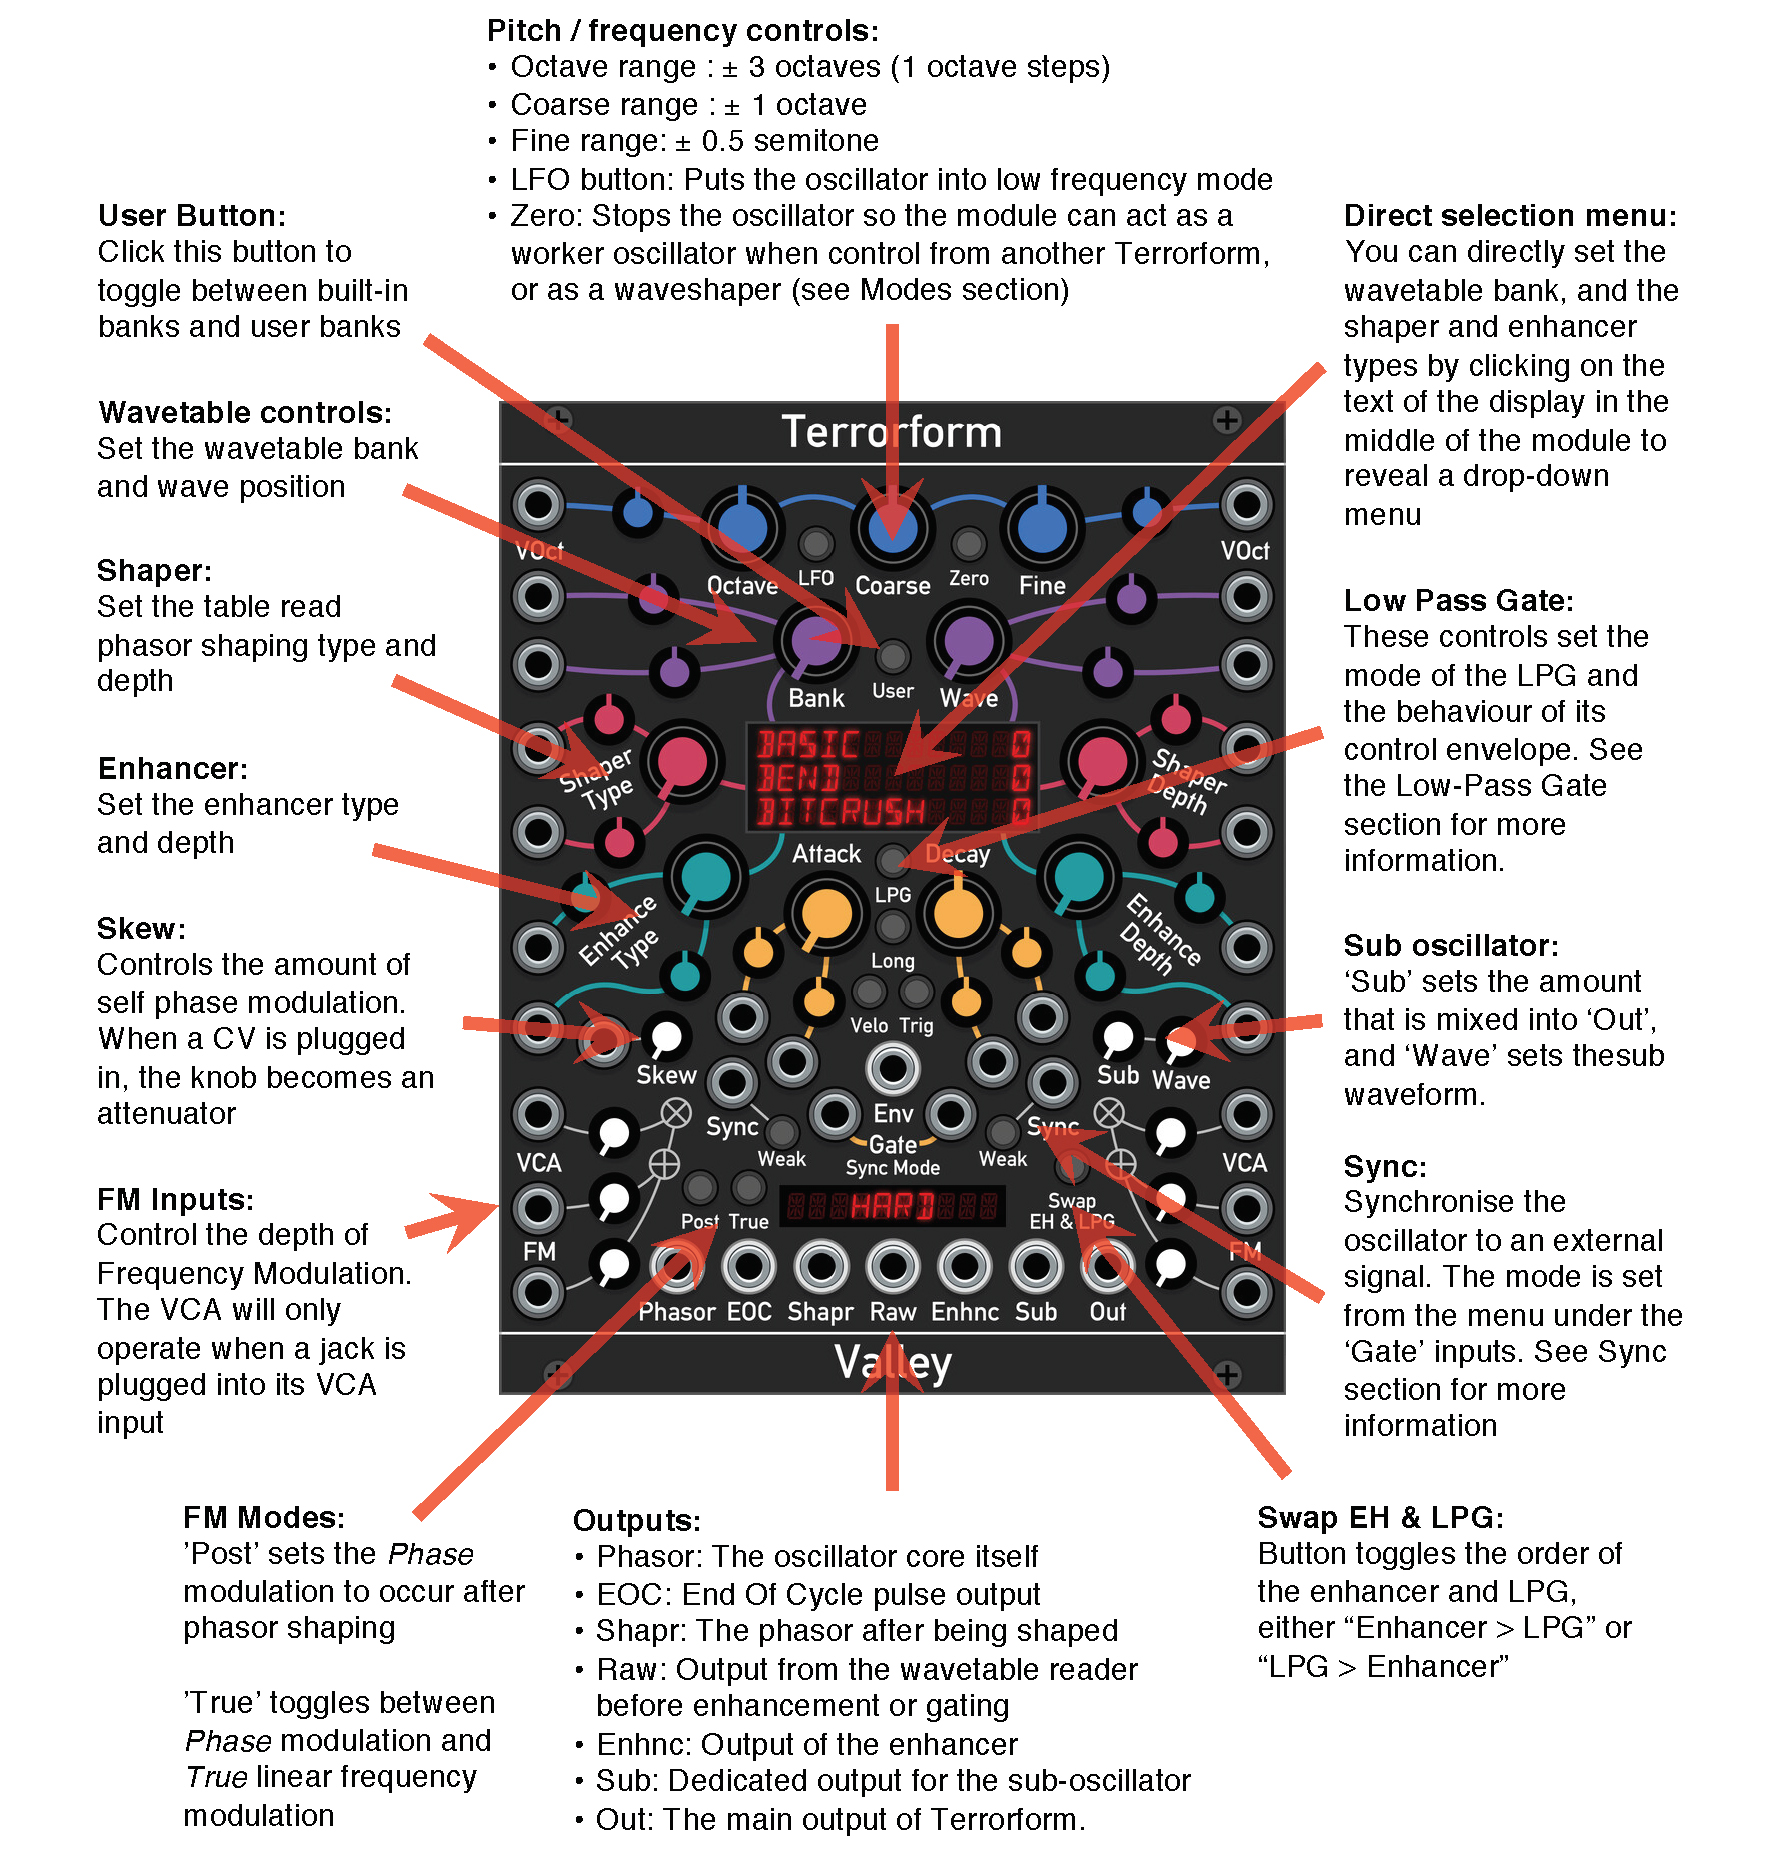 Pitch / frequency controls:
• Octave range : ± 3 octaves (1 octave steps)
• Coarse range : ± 1 octave
• Fine range: ± 0.5 semitone
• LFO button: Puts the oscillator into low frequency mode
• Zero: Stops the oscillator so the module can act as a
worker oscillator when control from another Terrorform,
or as a waveshaper (see Modes section)
User Button:
Click this button to
toggle between built-in
banks and user banks
Wavetable controls:
Set the wavetable bank
and wave position
Shaper:
Set the table read
phasor shaping type and
depth
Enhancer:
Set the enhancer type
and depth
Skew:
Controls the amount of
self phase modulation.
When a CV is plugged
in, the knob becomes an
attenuator
FM Inputs:
Control the depth of
Frequency Modulation.
The VCA will only
operate when a jack is
plugged into its VCA
input
Terrorform
VOct
Octave
LFO
Coarse
Zero
Fine
VOct
Bank
User
Wave
BASIC 0
BEND 0
BITCRUSH 0
Shaper
Type
Shaper
Depth
Attack
LPG
Decay
Enhance
Type
Long
Enhance
Depth
Velo Trig
Skew
Sub Wave
Env
Sync
Gate
Sync
Weak
Sync Mode
Weak
VCA
VCA
Post True
HARD
Swap
EH & LPG
FM
FM
Phasor EOC Shapr Raw Enhnc Sub Out
Valley
Direct selection menu:
You can directly set the
wavetable bank, and the
shaper and enhancer
types by clicking on the
text of the display in the
middle of the module to
reveal a drop-down
menu
Low Pass Gate:
These controls set the
mode of the LPG and
the behaviour of its
control envelope. See
the Low-Pass Gate
section for more
information.
Sub oscillator:
‘Sub’ sets the amount
that is mixed into ‘Out’,
and ‘Wave’ sets thesub
waveform.
Sync:
Synchronise the
oscillator to an external
signal. The mode is set
from the menu under the
‘Gate’ inputs. See Sync
section for more
information
FM Modes:
’Post’ sets the Phase
modulation to occur after
phasor shaping
’True’ toggles between
Phase modulation and
True linear frequency
modulation
Outputs:
• Phasor: The oscillator core itself
• EOC: End Of Cycle pulse output
• Shapr: The phasor after being shaped
• Raw: Output from the wavetable reader
before enhancement or gating
• Enhnc: Output of the enhancer
• Sub: Dedicated output for the sub-oscillator
• Out: The main output of Terrorform.
Swap EH & LPG:
Button toggles the order of
the enhancer and LPG,
either “Enhancer > LPG” or
“LPG > Enhancer”